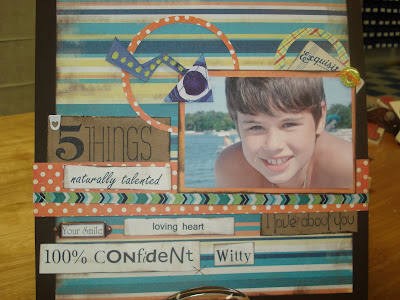 Exquisite
5 THINGS
naturally talented
Your Smile
loving heart
I love about you
100% CONfiDENT
Witty